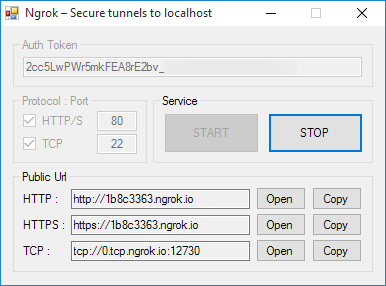 Ngrok – Secure tunnels to localhost
Auth Token
2cc5LwPWr5mkFEA8rE2bv_
Protocol : Port
HTTP/S 80
TCP 22
Service
START STOP
Public Url
HTTP : http://1b8c3363.ngrok.io Open Copy
HTTPS : https://1b8c3363.ngrok.io Open Copy
TCP : tcp://0.tcp.ngrok.io:12730 Open Copy